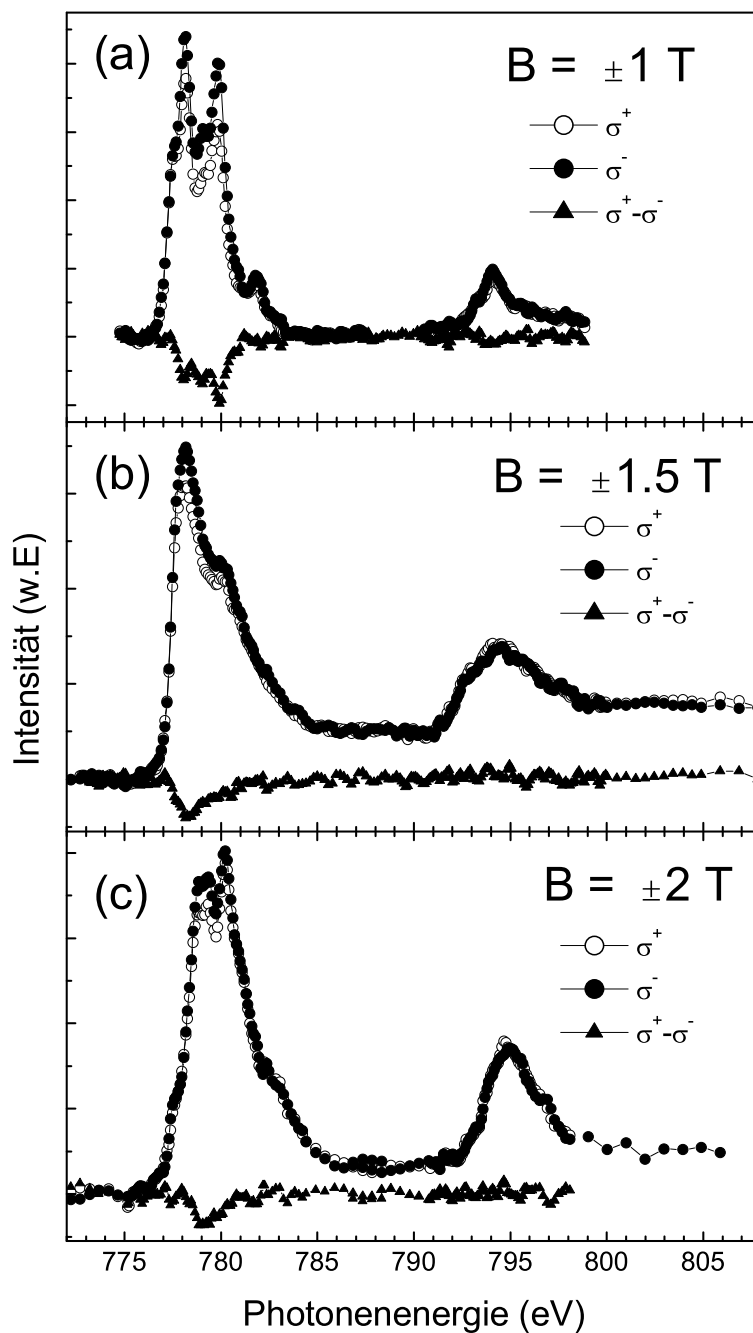 (a)
B = ±1 T
σ⁺
σ⁻
σ⁺-σ⁻
(b)
B = ±1.5 T
σ⁺
σ⁻
σ⁺-σ⁻
(c)
B = ±2 T
σ⁺
σ⁻
σ⁺-σ⁻
Intensität (w.E)
775 780 785 790 795 800 805
Photonenenergie (eV)